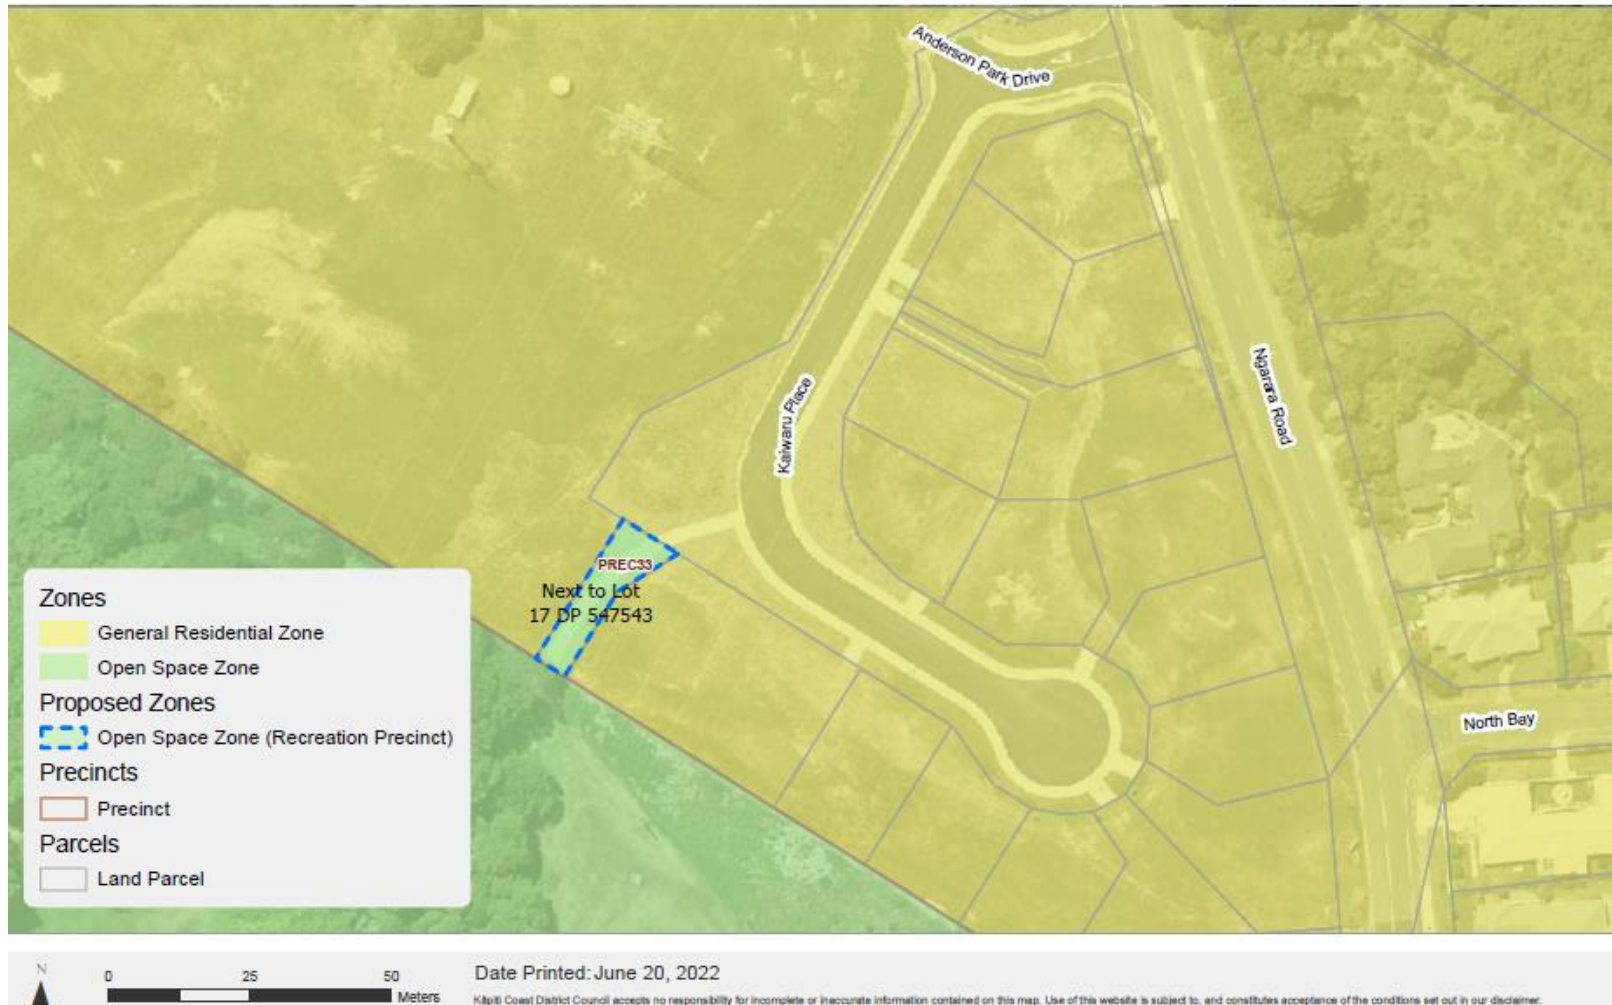 Anderson Park Drive
Kaiwaru Place
Ngarara Road
PREC33
Next to Lot
17 DP 547543
North Bay
Zones
General Residential Zone
Open Space Zone
Proposed Zones
Open Space Zone (Recreation Precinct)
Precincts
Precinct
Parcels
Land Parcel
N
0 25 50
Meters
Date Printed: June 20, 2022
Kāpiti Coast District Council accepts no responsibility for incomplete or inaccurate information contained on this map. Use of this website is subject to, and constitutes acceptance of the conditions set out in our disclaimer.